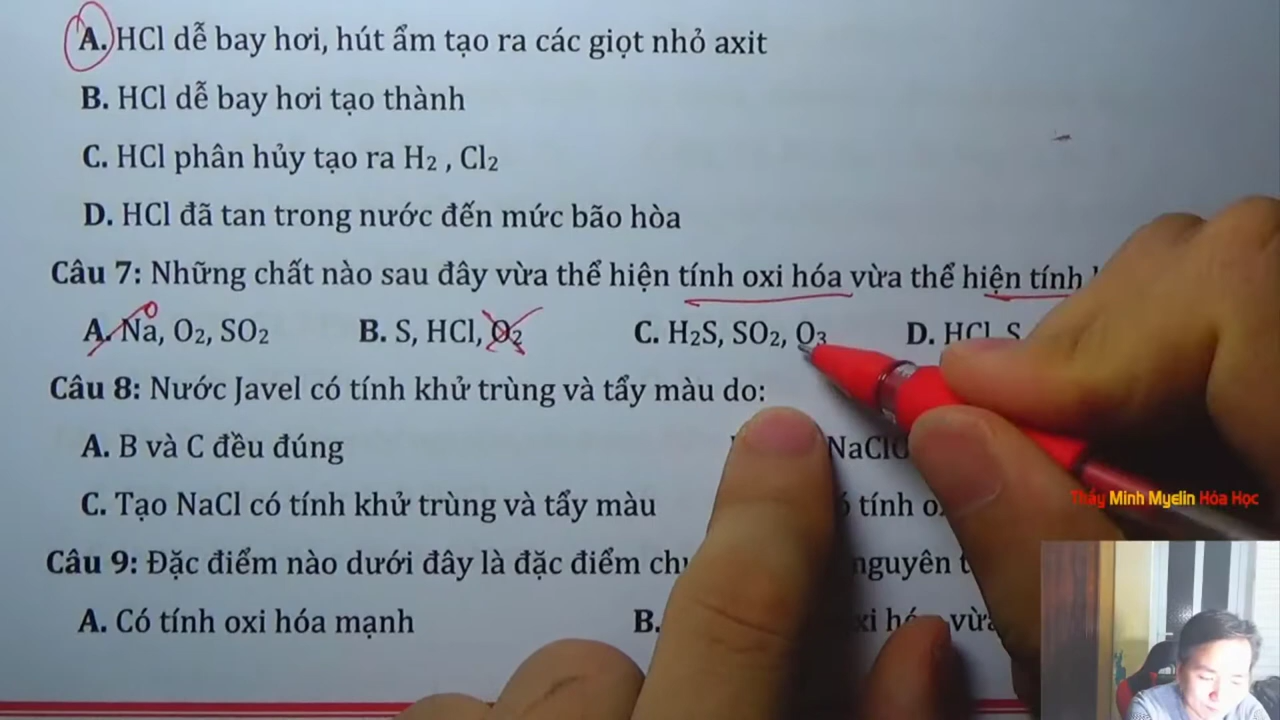 A. HCl dễ bay hơi, hút ẩm tạo ra các giọt nhỏ axit
B. HCl dễ bay hơi tạo thành
C. HCl phân hủy tạo ra H₂ , Cl₂
D. HCl đã tan trong nước đến mức bão hòa
Câu 7: Những chất nào sau đây vừa thể hiện tính oxi hóa vừa thể hiện tính
A. Na, O₂, SO₂ B. S, HCl, O₂ C. H₂S, SO₂, O₃ D. HCl, S
0
Câu 8: Nước Javel có tính khử trùng và tẩy màu do:
A. B và C đều đúng
C. Tạo NaCl có tính khử trùng và tẩy màu tính
Câu 9: Đặc điểm nào dưới đây là đặc điểm nguyên
A. Có tính oxi hóa mạnh B. vừa
Thầy Minh Myelin Hóa Học